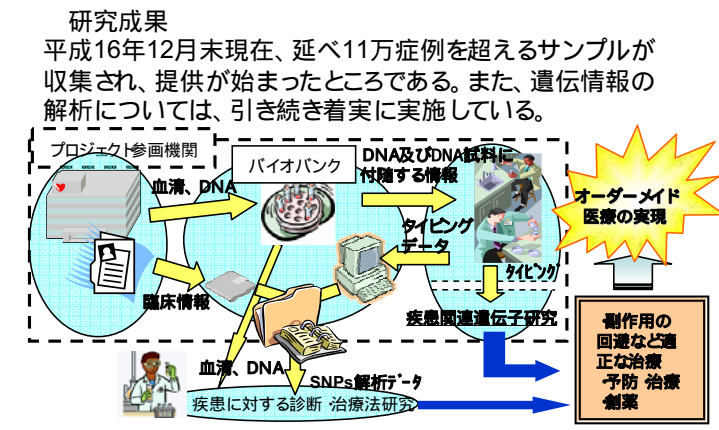 研究成果
平成16年12月末現在、延べ11万症例を超えるサンプルが
収集され、提供が始まったところである。また、遺伝情報の
解析については、引き続き着実に実施している。
プロジェクト参画機関
バイオバンク
DNA及びDNA試料に
付随する情報
血清、DNA
オーダーメイド
医療の実現
タイピング
データ
タイピング
臨床情報
疾患関連遺伝子研究
・副作用の
回避など適
正な治療
・予防・治療
・創薬
血清、DNA
SNPs解析データ
疾患に対する診断・治療法研究